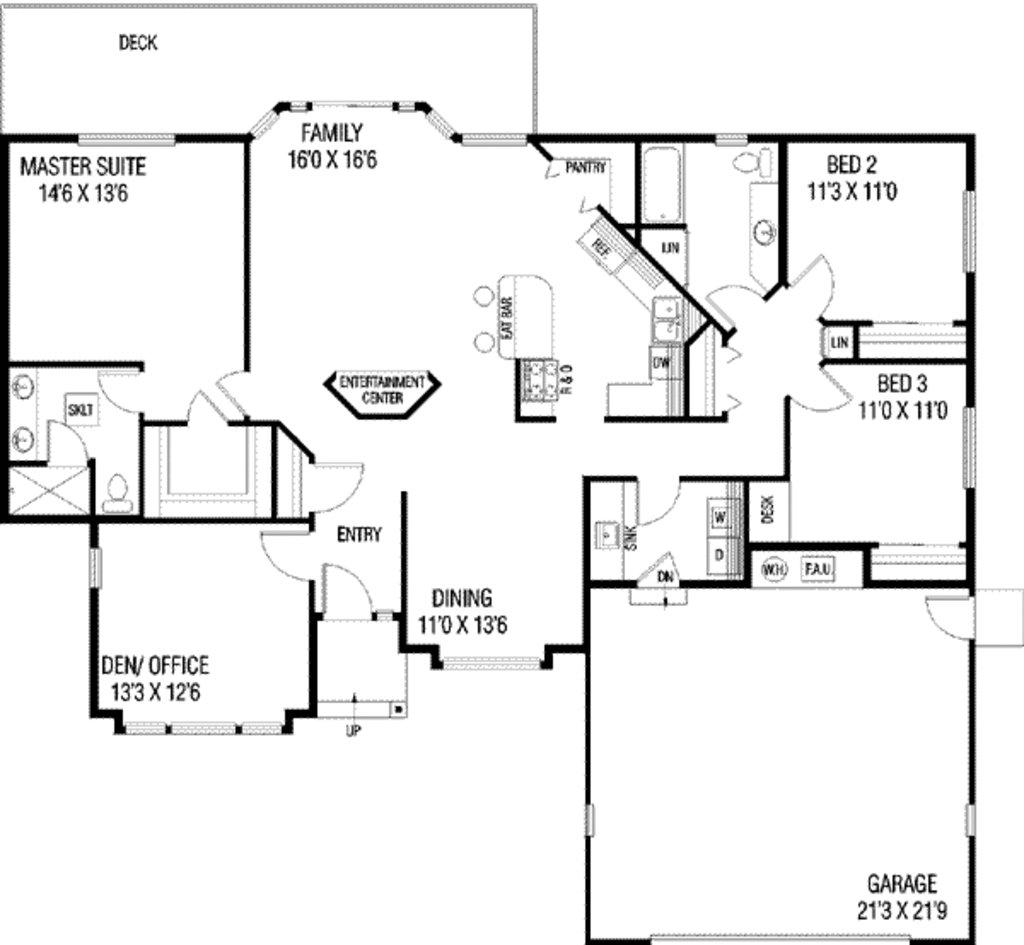 DECK
FAMILY
16'0 X 16'6
MASTER SUITE
14'6 X 13'6
PANTRY
BED 2
11'3 X 11'0
REF.
LIN
EAT BAR
LIN
DW
R & O
ENTERTAINMENT
CENTER
BED 3
11'0 X 11'0
SKLT
DESK
W
SINK
ENTRY
D
W.H.
F.A.U.
DN
DINING
11'0 X 13'6
DEN/ OFFICE
13'3 X 12'6
UP
GARAGE
21'3 X 21'9